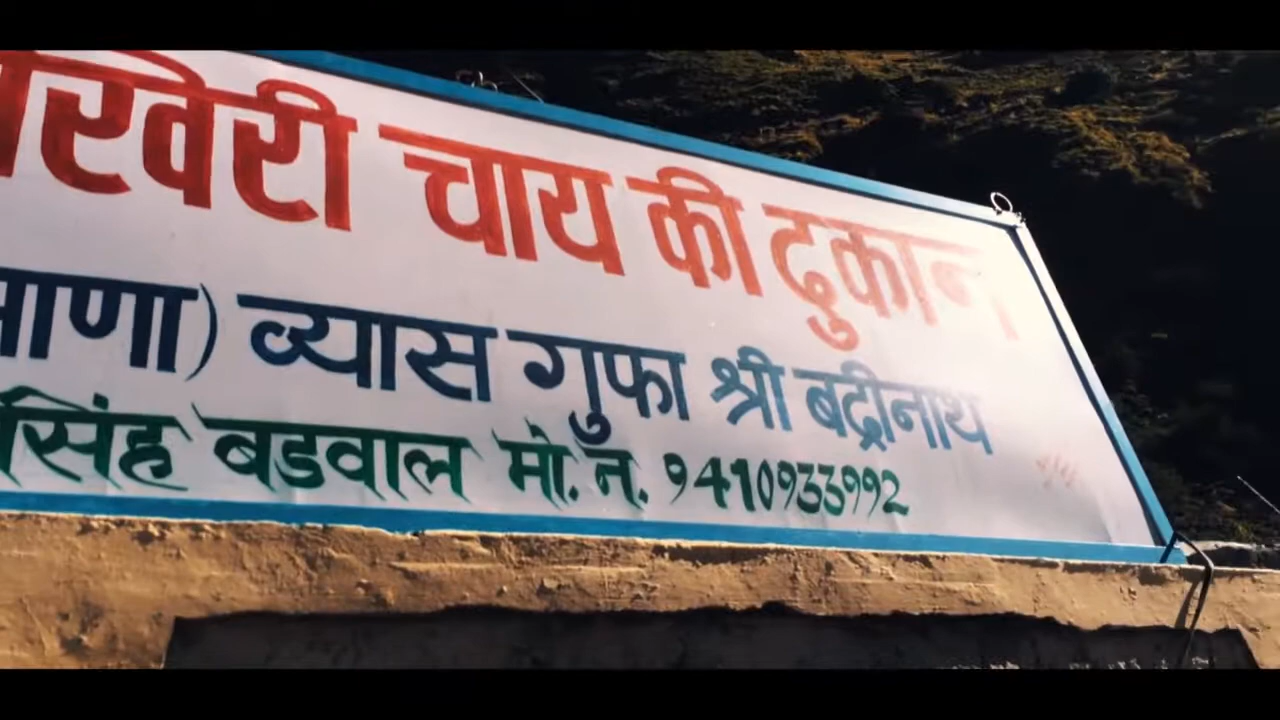 खिरी चाय की दुकान
व्यास गुफा श्री बद्रीनाथ
सिंह बडवाल मो. न. 9410933992